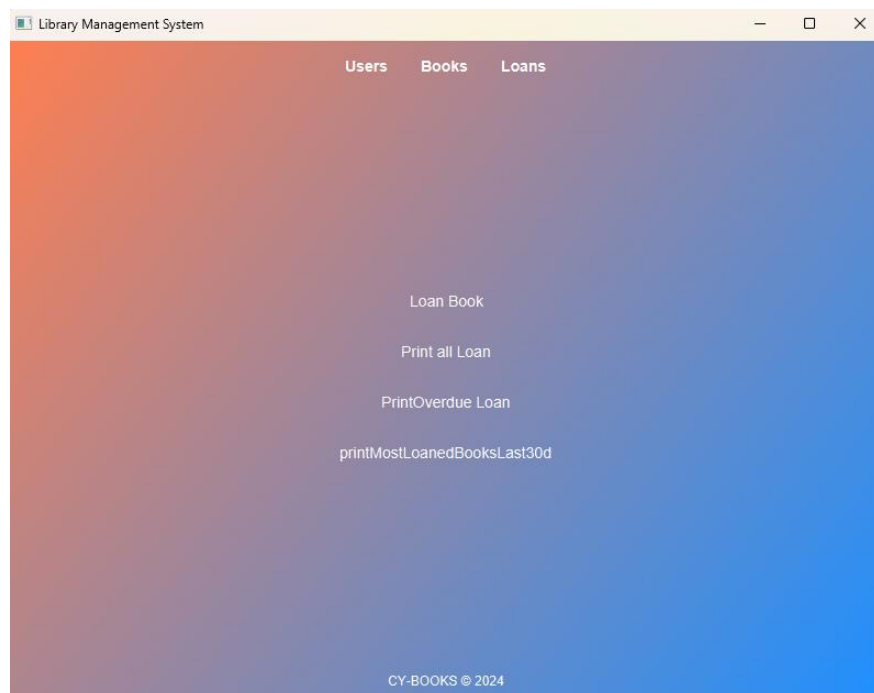 Library Management System
Users Books Loans
Loan Book
Print all Loan
PrintOverdue Loan
printMostLoanedBooksLast30d
CY-BOOKS © 2024